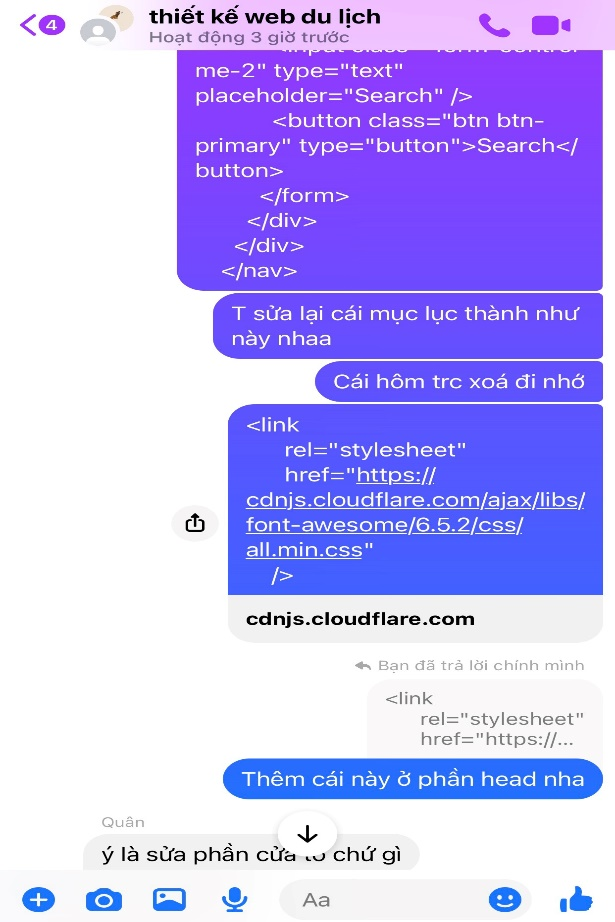 4
thiết kế web du lịch
Hoạt động 3 giờ trước
me-2" type="text"
placeholder="Search" />
<button class="btn btn-
primary" type="button">Search</
button>
</form>
</div>
</div>
</nav>
T sửa lại cái mục lục thành như
này nhaa
Cái hôm trc xoá đi nhớ
<link
rel="stylesheet"
href="https://
cdnjs.cloudflare.com/ajax/libs/
font-awesome/6.5.2/css/
all.min.css"
/>
cdnjs.cloudflare.com
Bạn đã trả lời chính mình
<link
rel="stylesheet"
href="https://...
Thêm cái này ở phần head nha
Quân
ý là sửa phần của chứ gì
Aa